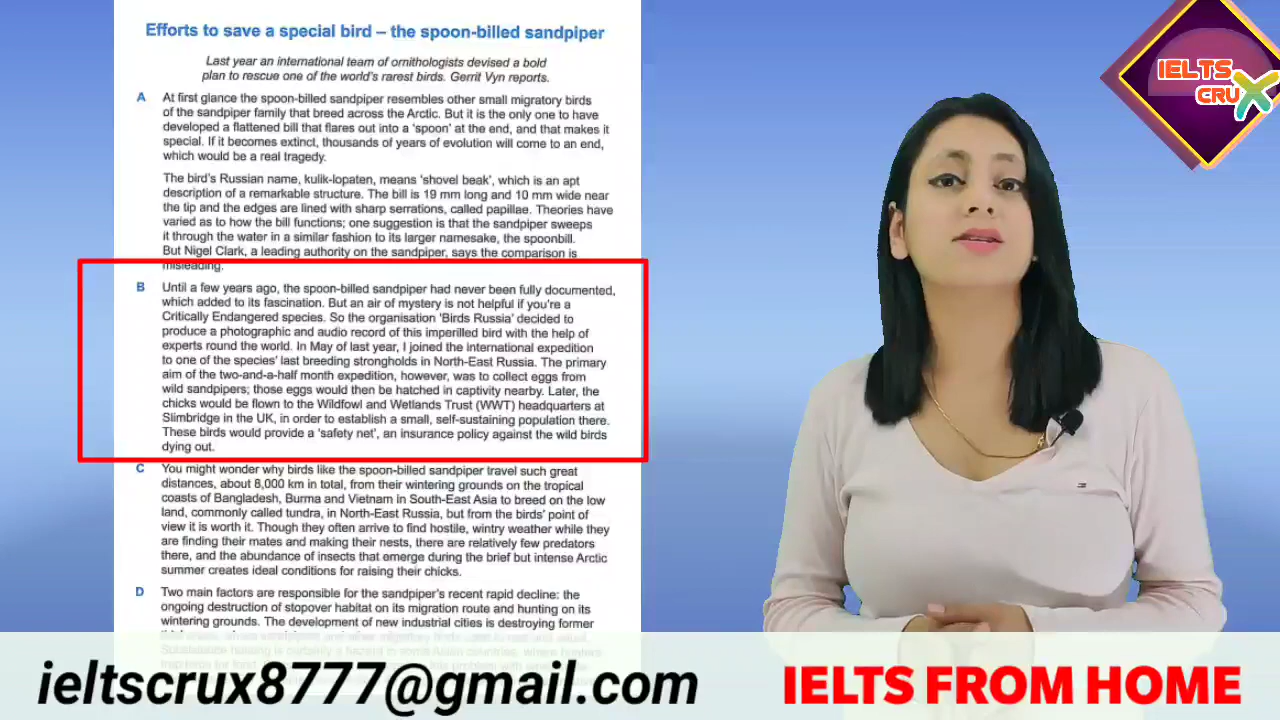 Efforts to save a special bird – the spoon-billed sandpiper
Last year an international team of ornithologists devised a bold
plan to rescue one of the world's rarest birds. Gerrit Vyn reports.
A At first glance the spoon-billed sandpiper resembles other small migratory birds
of the sandpiper family that breed across the Arctic. But it is the only one to have
developed a flattened bill that flares out into a 'spoon' at the end, and that makes it
special. If it becomes extinct, thousands of years of evolution will come to an end,
which would be a real tragedy.
The bird's Russian name, kulik-lopaten, means 'shovel beak', which is an apt
description of a remarkable structure. The bill is 19 mm long and 10 mm wide near
the tip and the edges are lined with sharp serrations, called papillae. Theories have
varied as to how the bill functions; one suggestion is that the sandpiper sweeps
it through the water in a similar fashion to its larger namesake, the spoonbill.
But Nigel Clark, a leading authority on the sandpiper, says the comparison is
misleading.
B Until a few years ago, the spoon-billed sandpiper had never been fully documented,
which added to its fascination. But an air of mystery is not helpful if you're a
Critically Endangered species. So the organisation 'Birds Russia' decided to
produce a photographic and audio record of this imperilled bird with the help of
experts round the world. In May of last year, I joined the international expedition
to one of the species' last breeding strongholds in North-East Russia. The primary
aim of the two-and-a-half month expedition, however, was to collect eggs from
wild sandpipers; those eggs would then be hatched in captivity nearby. Later, the
chicks would be flown to the Wildfowl and Wetlands Trust (WWT) headquarters at
Slimbridge in the UK, in order to establish a small, self-sustaining population there.
These birds would provide a 'safety net', an insurance policy against the wild birds
dying out.
C You might wonder why birds like the spoon-billed sandpiper travel such great
distances, about 8,000 km in total, from their wintering grounds on the tropical
coasts of Bangladesh, Burma and Vietnam in South-East Asia to breed on the low
land, commonly called tundra, in North-East Russia, but from the birds' point of
view it is worth it. Though they often arrive to find hostile, wintry weather while they
are finding their mates and making their nests, there are relatively few predators
there, and the abundance of insects that emerge during the brief but intense Arctic
summer creates ideal conditions for raising their chicks.
D Two main factors are responsible for the sandpiper's recent rapid decline: the
ongoing destruction of stopover habitat on its migration route and hunting on its
wintering grounds. The development of new industrial cities is destroying former
IELTS
CRUX
ieltscrux8777@gmail.com
IELTS FROM HOME